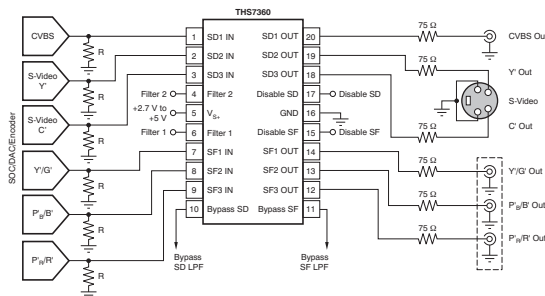 THS7360
CVBS
R
1 SD1 IN
SD1 OUT 20
75 Ω
CVBS Ou
S-Video
Y'
R
2 SD2 IN
SD2 OUT 19
75 Ω
Y' Out
S-Video
C'
R
3 SD3 IN
SD3 OUT 18
Filter 2
4 Filter 2
Disable SD 17
Disable SD
S-Video
+2.7 V to
+5 V
5 VS+
GND 16
Filter 1
6 Filter 1
Disable SF 15
Disable SF
75 Ω
C' Out
SOC/DAC/Encoder
Y'/G'
R
7 SF1 IN
SF1 OUT 14
75 Ω
Y'/G' Out
P'B/B'
R
8 SF2 IN
SF2 OUT 13
75 Ω
P'B/B' Out
9 SF3 IN
SF3 OUT 12
10 Bypass SD
Bypass SF 11
P'R/R'
R
Bypass
SD LPF
Bypass
SF LPF
75 Ω
P'R/R' Out